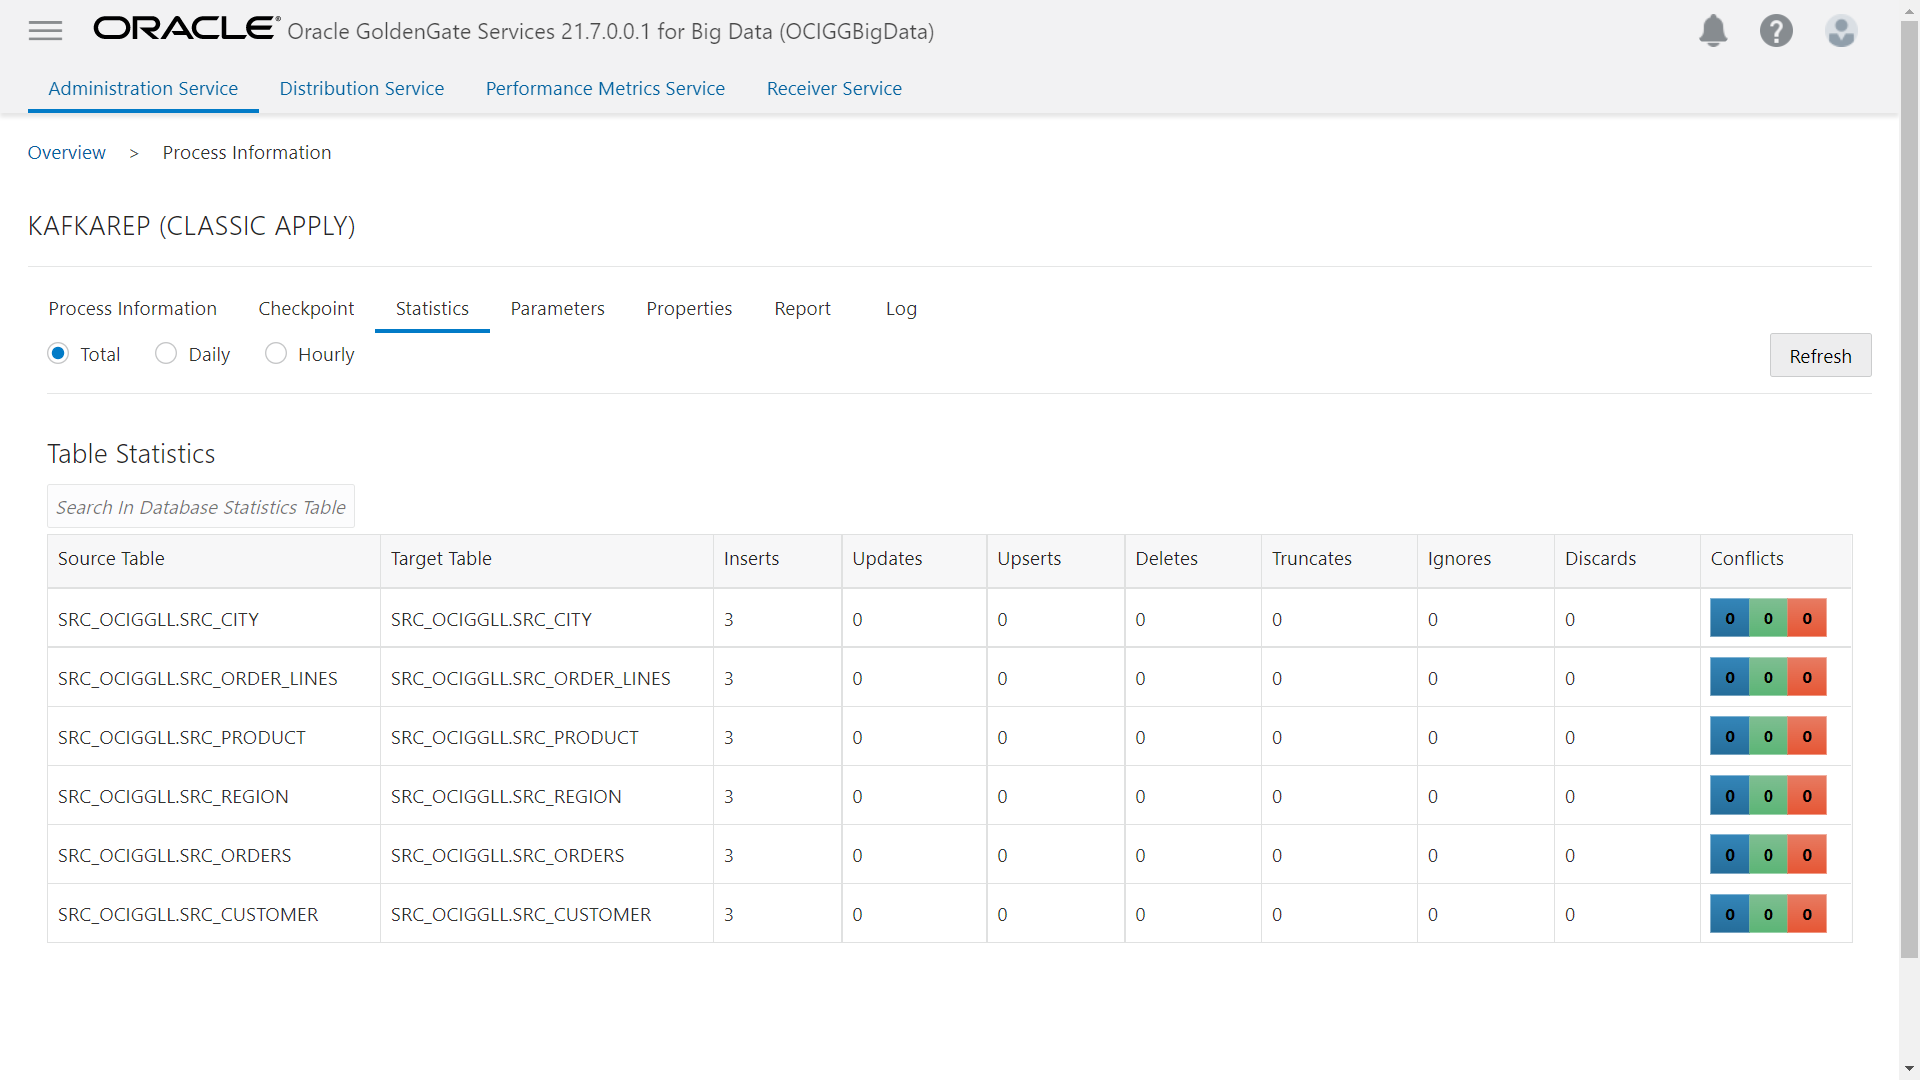 ORACLE® Oracle GoldenGate Services 21.7.0.0.1 for Big Data (OCIGGBigData)
?
Administration Service Distribution Service Performance Metrics Service Receiver Service
Overview > Process Information
KAFKAREP (CLASSIC APPLY)
Process Information Checkpoint Statistics Parameters Properties Report Log
Total Daily Hourly
Refresh
Table Statistics
Search In Database Statistics Table
Source Table Target Table Inserts Updates Upserts Deletes Truncates Ignores Discards Conflicts
SRC_OCIGGLL.SRC_CITY SRC_OCIGGLL.SRC_CITY 3 0 0 0 0 0 0 0 0 0
SRC_OCIGGLL.SRC_ORDER_LINES SRC_OCIGGLL.SRC_ORDER_LINES 3 0 0 0 0 0 0 0 0 0
SRC_OCIGGLL.SRC_PRODUCT SRC_OCIGGLL.SRC_PRODUCT 3 0 0 0 0 0 0 0 0 0
SRC_OCIGGLL.SRC_REGION SRC_OCIGGLL.SRC_REGION 3 0 0 0 0 0 0 0 0 0
SRC_OCIGGLL.SRC_ORDERS SRC_OCIGGLL.SRC_ORDERS 3 0 0 0 0 0 0 0 0 0
SRC_OCIGGLL.SRC_CUSTOMER SRC_OCIGGLL.SRC_CUSTOMER 3 0 0 0 0 0 0 0 0 0